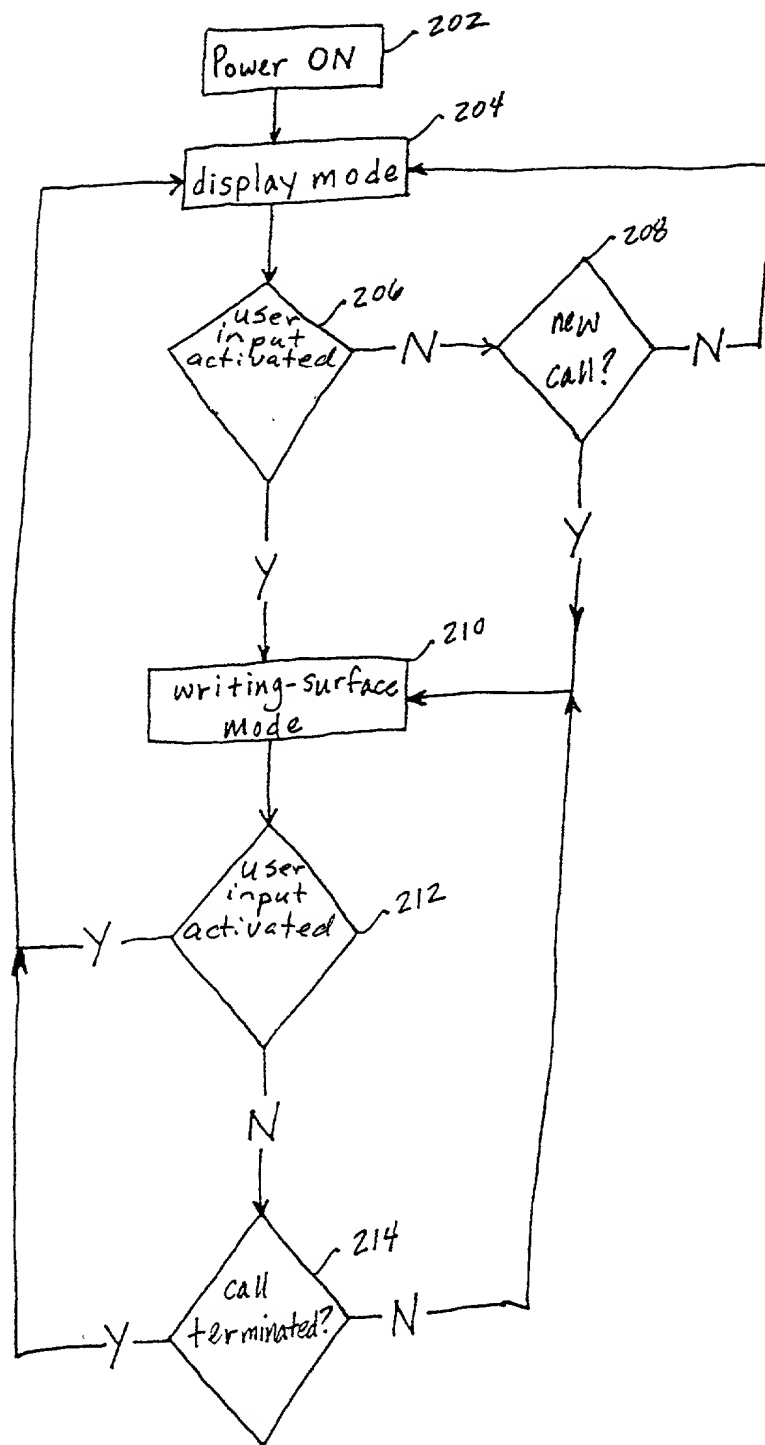 202
Power ON
204
display mode
206
user
input
activated
N
208
new
call?
N
Y
Y
210
writing-surface
mode
user
input
activated
212
Y
N
214
call
terminated?
N
Y